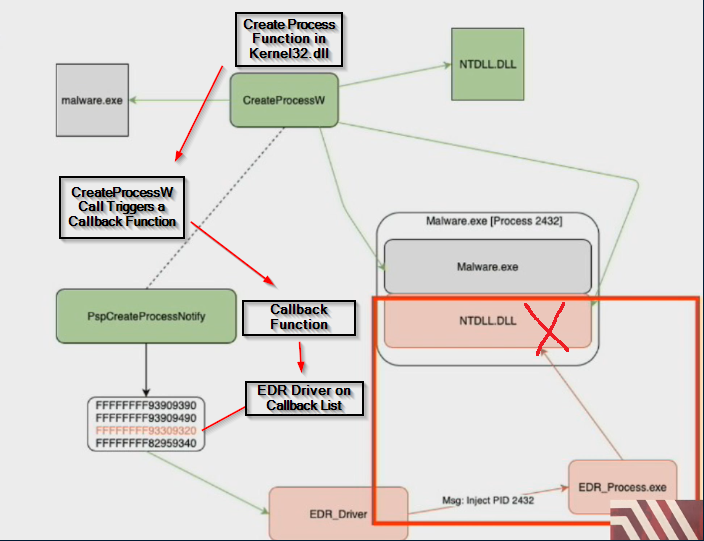 Create Process
Function in
Kernel32.dll
NTDLL.DLL
malware.exe
CreateProcessW
CreateProcessW
Call Triggers a
Callback Function
Malware.exe [Process 2432]
Malware.exe
NTDLL.DLL
PspCreateProcessNotify
Callback
Function
FFFFFFFF93909390
FFFFFFFF93909490
FFFFFFFF93309320
FFFFFFFF82959340
EDR Driver on
Callback List
EDR_Driver
Msg: Inject PID 2432
EDR_Process.exe